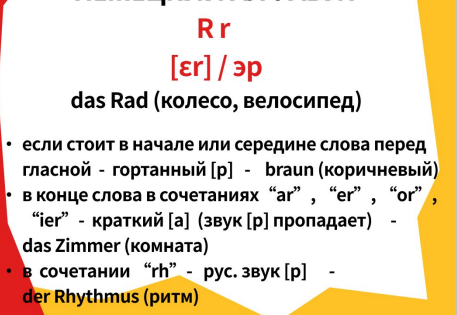 R r
[ɛr] / эр
das Rad (колесо, велосипед)
• если стоит в начале или середине слова перед
гласной - гортанный [р] - braun (коричневый)
• в конце слова в сочетаниях “ar” , “er” , “or” ,
“ier” - краткий [а] (звук [р] пропадает) -
das Zimmer (комната)
• в сочетании “rh” - рус. звук [р] -
der Rhythmus (ритм)